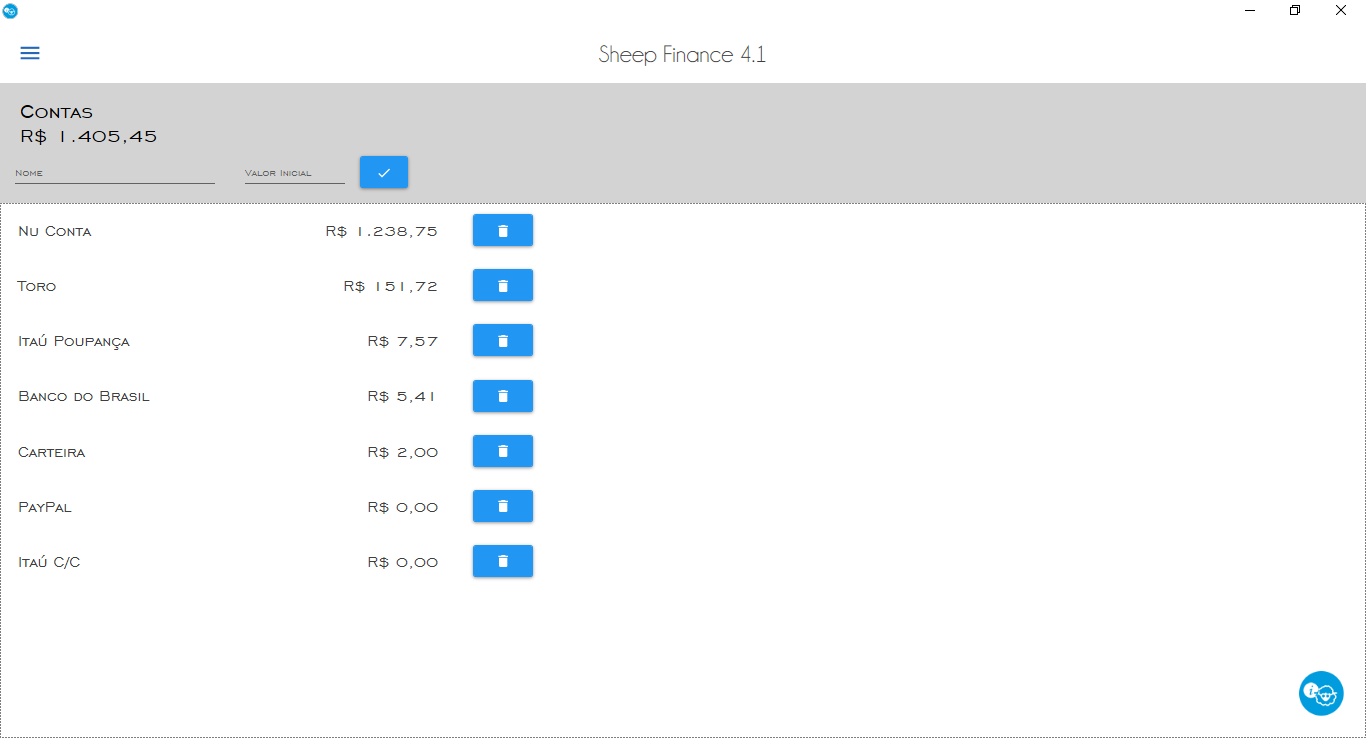 Sheep Finance 4.1
Contas
R$ 1.405,45
Nome
Valor Inicial
Nu Conta R$ 1.238,75
Toro R$ 151,72
Itaú Poupança R$ 7,57
Banco do Brasil R$ 5,41
Carteira R$ 2,00
PayPal R$ 0,00
Itaú C/C R$ 0,00